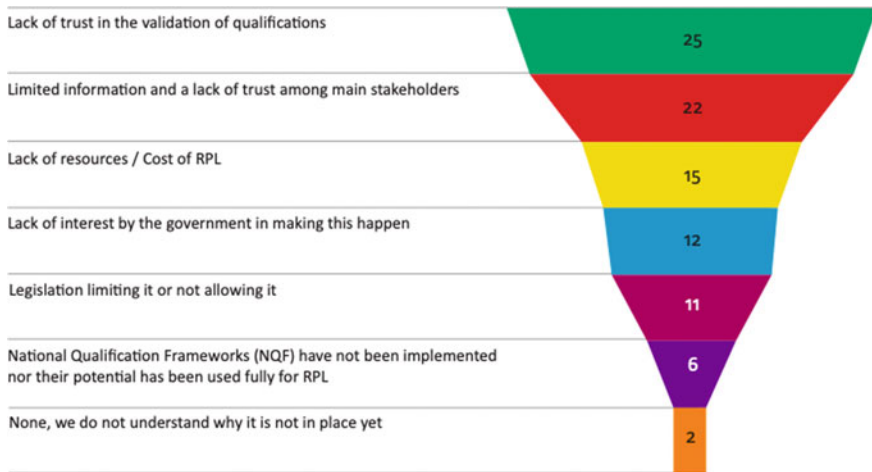 Lack of trust in the validation of qualifications
25
Limited information and a lack of trust among main stakeholders
22
Lack of resources / Cost of RPL
15
Lack of interest by the government in making this happen
12
Legislation limiting it or not allowing it
11
National Qualification Frameworks (NQF) have not been implemented
nor their potential has been used fully for RPL
6
None, we do not understand why it is not in place yet
2